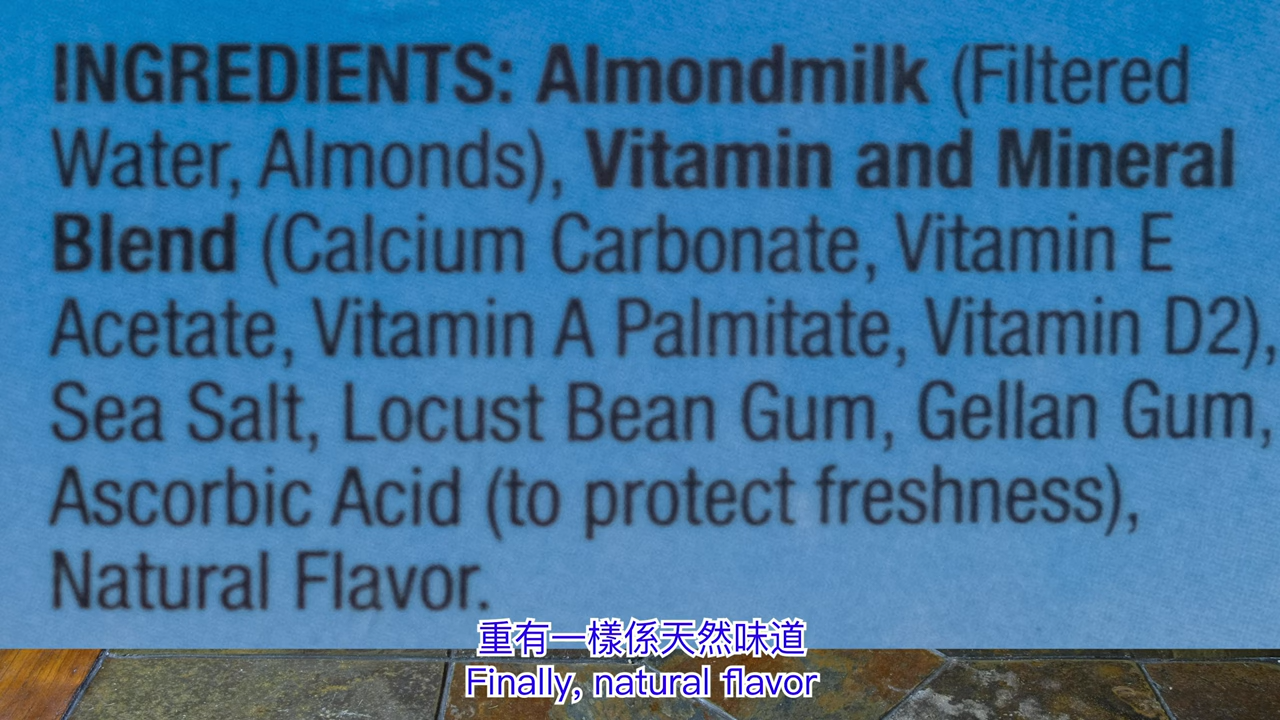 INGREDIENTS: Almondmilk (Filtered
Water, Almonds), Vitamin and Mineral
Blend (Calcium Carbonate, Vitamin E
Acetate, Vitamin A Palmitate, Vitamin D2),
Sea Salt, Locust Bean Gum, Gellan Gum,
Ascorbic Acid (to protect freshness),
Natural Flavor.
重有一樣係天然味道
Finally, natural flavor